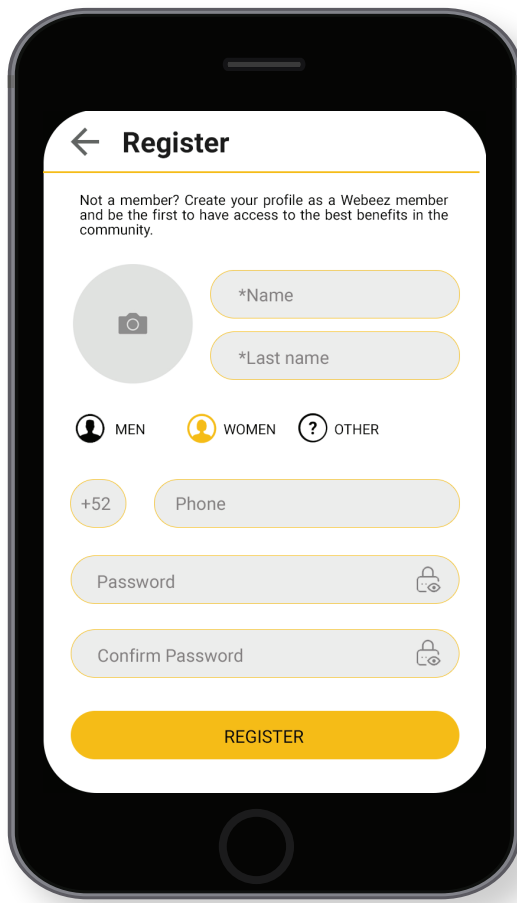 Register
Not a member? Create your profile as a Webeez member
and be the first to have access to the best benefits in the
community.
*Name
*Last name
MEN
WOMEN
? OTHER
+52
Phone
Password
Confirm Password
REGISTER